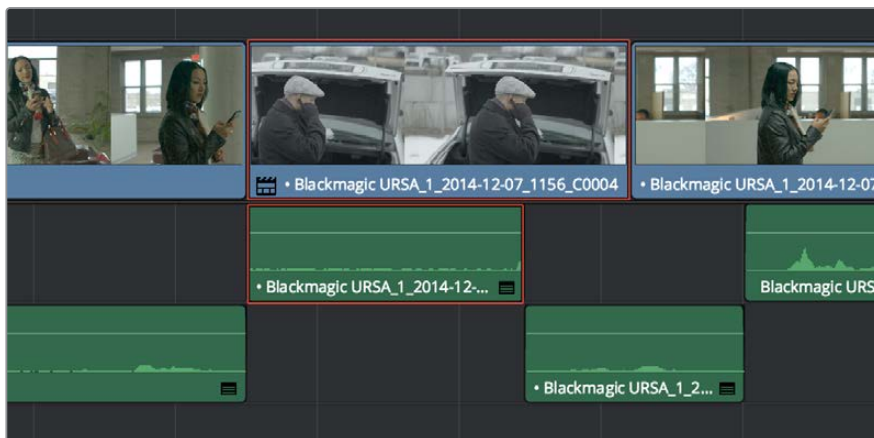 • Blackmagic URSA_1_2014-12-07_1156_C0004
• Blackmagic URSA_1_2014-12-07
• Blackmagic URSA_1_2014-12-...
Blackmagic URS
• Blackmagic URSA_1_2...